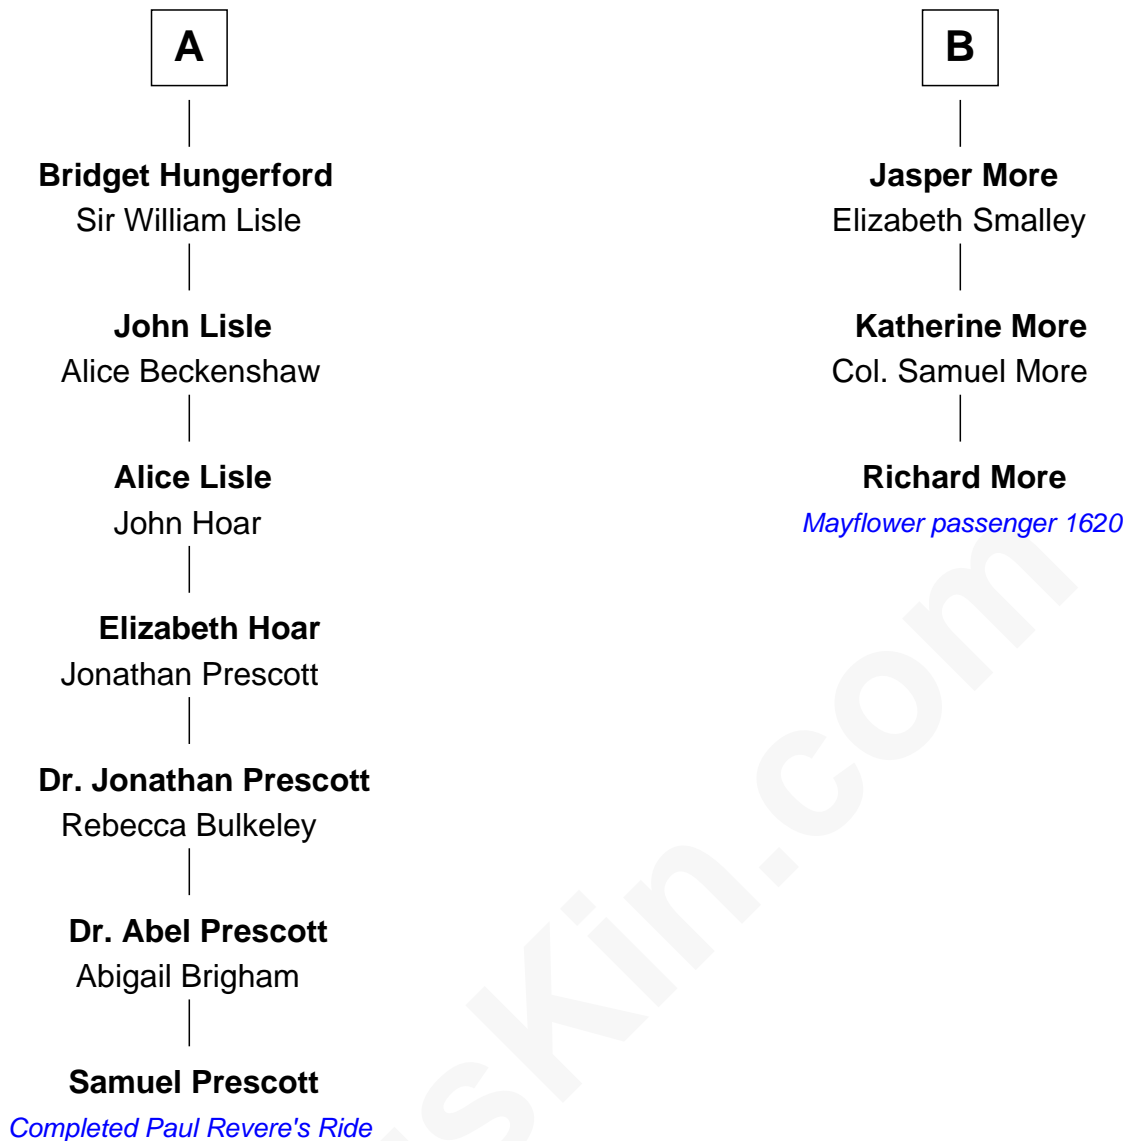 A
Bridget Hungerford
Sir William Lisle
John Lisle
Alice Beckenshaw
Alice Lisle
John Hoar
Elizabeth Hoar
Jonathan Prescott
Dr. Jonathan Prescott
Rebecca Bulkeley
Dr. Abel Prescott
Abigail Brigham
Samuel Prescott
Completed Paul Revere's Ride
B
Jasper More
Elizabeth Smalley
Katherine More
Col. Samuel More
Richard More
Mayflower passenger 1620
usKin.com